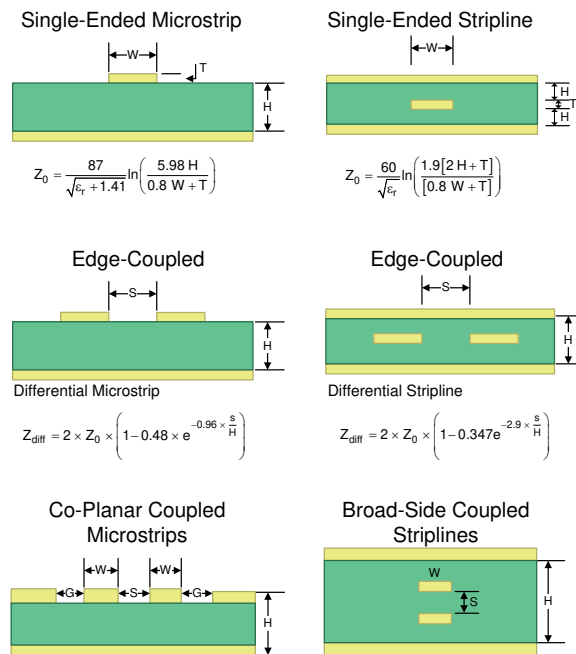 Single-Ended Microstrip
W
T
H
Z₀ = 87 / √(εᵣ + 1.41) ln(5.98 H / 0.8 W + T)
Single-Ended Stripline
W
H
T
H
Z₀ = 60 / √εᵣ ln(1.9[2 H + T] / [0.8 W + T])
Edge-Coupled
S
H
Differential Microstrip
Z_diff = 2 × Z₀ × (1 − 0.48 × e^(−0.96 × s/H))
Edge-Coupled
S
H
Differential Stripline
Z_diff = 2 × Z₀ × (1 − 0.347e^(−2.9 × s/H))
Co-Planar Coupled
Microstrips
W
W
G
S
G
H
Broad-Side Coupled
Striplines
W
S
H